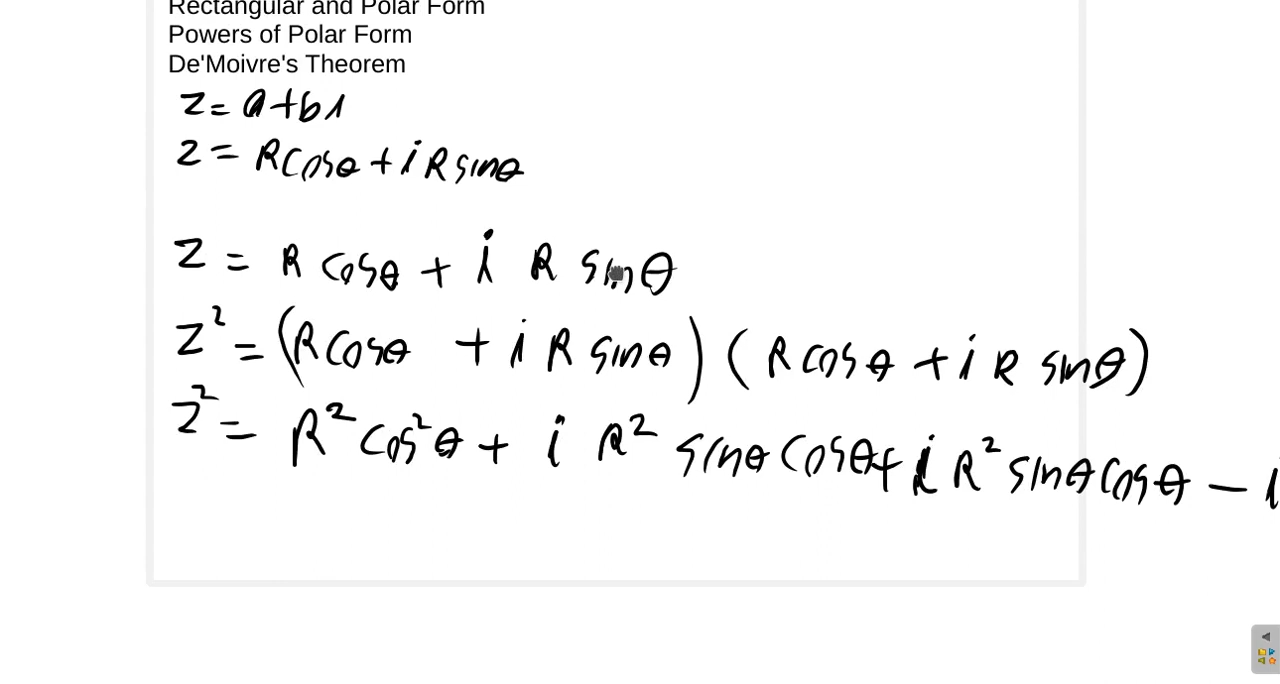 Rectangular and Polar Form
Powers of Polar Form
De'Moivre's Theorem
z = a+bi
z = Rcosθ + i R sinθ
z = R cosθ + i R sinθ
z² = (R cosθ + i R sinθ) (R cosθ + i R sinθ)
z² = R² cos²θ + i R² sinθ cosθ + i R² sinθ cosθ − i